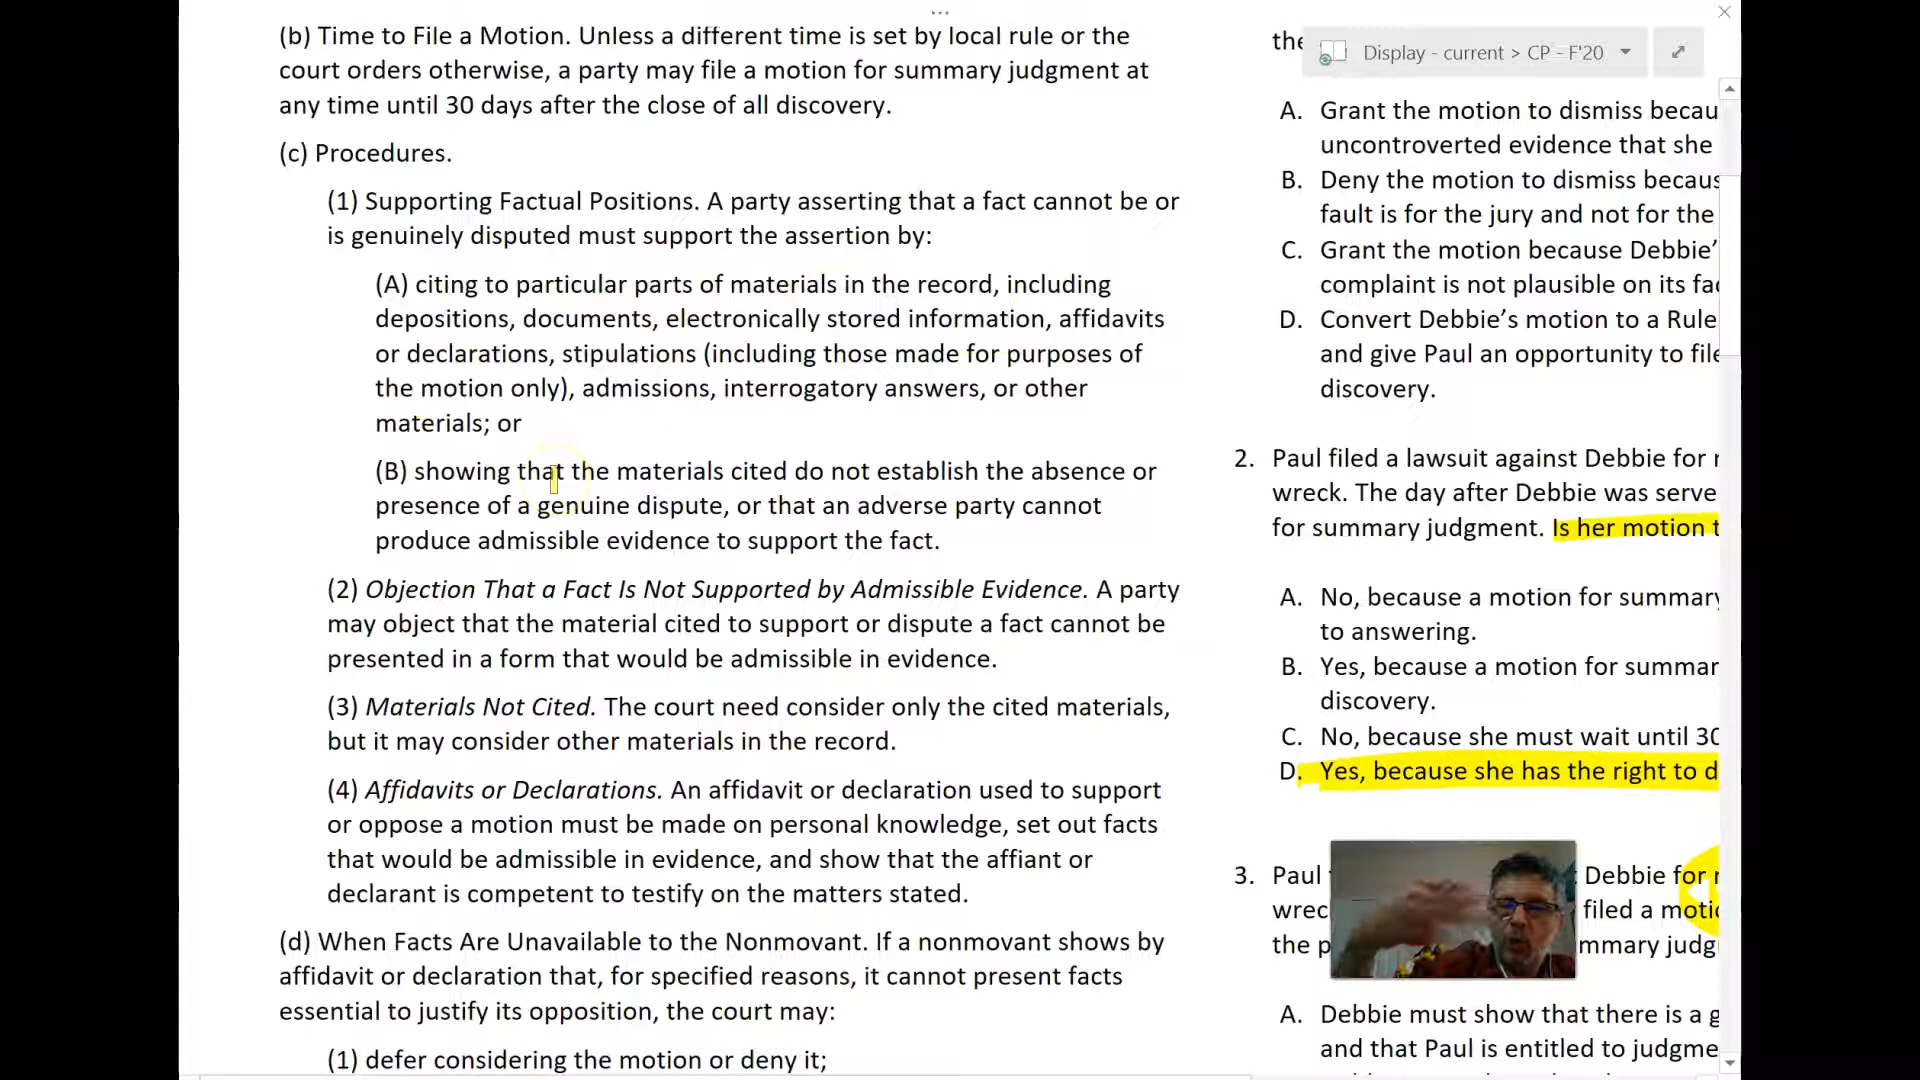 (b) Time to File a Motion. Unless a different time is set by local rule or the
court orders otherwise, a party may file a motion for summary judgment at
any time until 30 days after the close of all discovery.
(c) Procedures.
(1) Supporting Factual Positions. A party asserting that a fact cannot be or
is genuinely disputed must support the assertion by:
(A) citing to particular parts of materials in the record, including
depositions, documents, electronically stored information, affidavits
or declarations, stipulations (including those made for purposes of
the motion only), admissions, interrogatory answers, or other
materials; or
(B) showing that the materials cited do not establish the absence or
presence of a genuine dispute, or that an adverse party cannot
produce admissible evidence to support the fact.
(2) Objection That a Fact Is Not Supported by Admissible Evidence. A party
may object that the material cited to support or dispute a fact cannot be
presented in a form that would be admissible in evidence.
(3) Materials Not Cited. The court need consider only the cited materials,
but it may consider other materials in the record.
(4) Affidavits or Declarations. An affidavit or declaration used to support
or oppose a motion must be made on personal knowledge, set out facts
that would be admissible in evidence, and show that the affiant or
declarant is competent to testify on the matters stated.
(d) When Facts Are Unavailable to the Nonmovant. If a nonmovant shows by
affidavit or declaration that, for specified reasons, it cannot present facts
essential to justify its opposition, the court may:
(1) defer considering the motion or deny it;
the
Display - current > CP - F'20
A. Grant the motion to dismiss becau
uncontroverted evidence that she
B. Deny the motion to dismiss becaus
fault is for the jury and not for the
C. Grant the motion because Debbie’
complaint is not plausible on its fac
D. Convert Debbie’s motion to a Rule
and give Paul an opportunity to file
discovery.
2. Paul filed a lawsuit against Debbie for
wreck. The day after Debbie was serve
for summary judgment. Is her motion t
A. No, because a motion for summary
to answering.
B. Yes, because a motion for summar
discovery.
C. No, because she must wait until 30
D. Yes, because she has the right to d
3. Paul Debbie for
wrec filed a motio
the p mmary judg
A. Debbie must show that there is a g
and that Paul is entitled to judgme